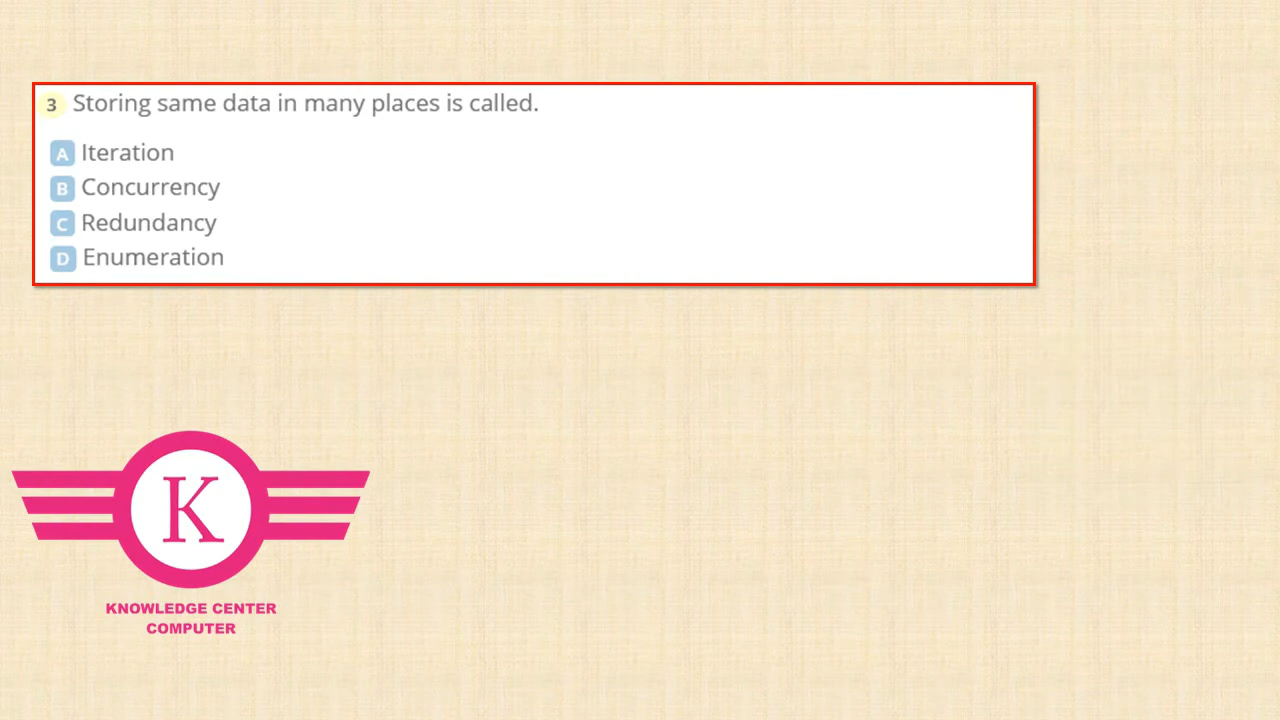 3 Storing same data in many places is called.
A Iteration
B Concurrency
C Redundancy
D Enumeration
K
KNOWLEDGE CENTER
COMPUTER